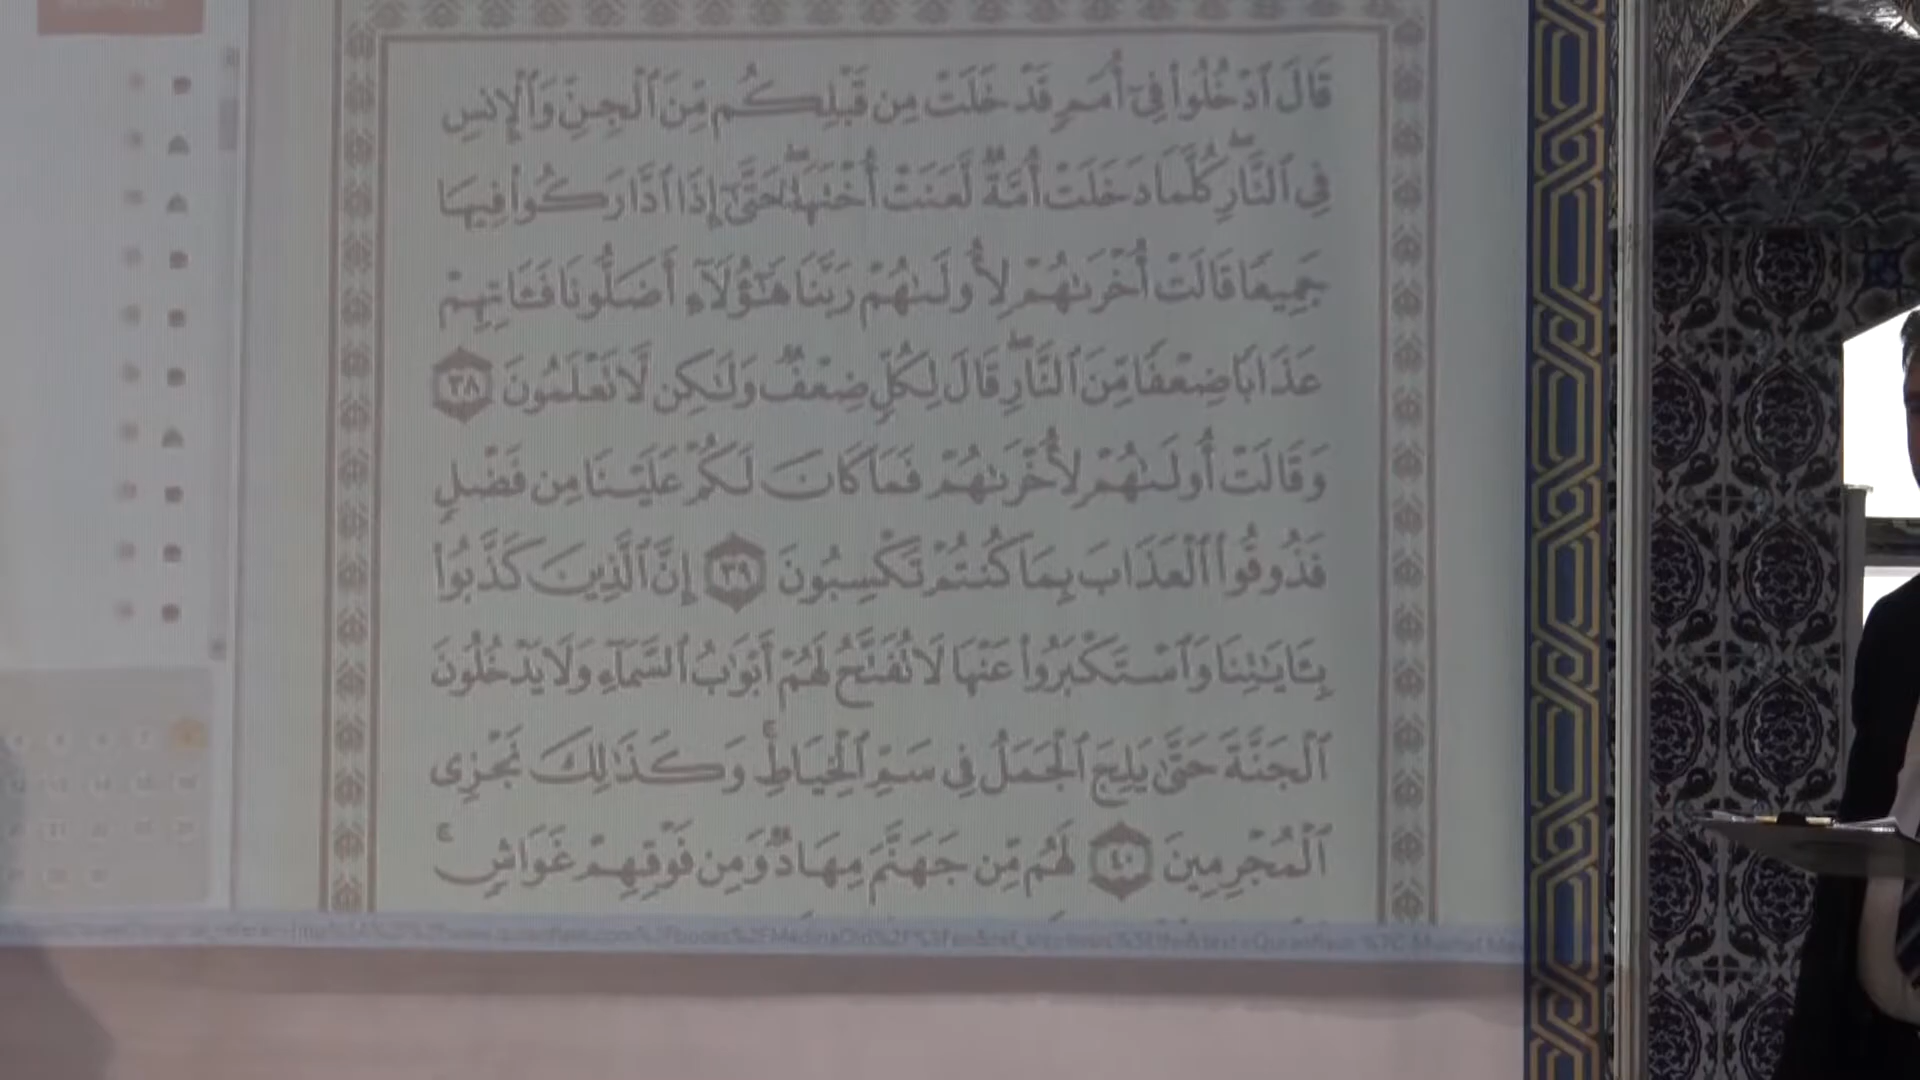 قَالَ ٱدْخُلُوا۟ فِىٓ أُمَمٍ قَدْ خَلَتْ مِن قَبْلِكُم مِّنَ ٱلْجِنِّ وَٱلْإِنسِ
فِى ٱلنَّارِ ۖ كُلَّمَا دَخَلَتْ أُمَّةٌ لَّعَنَتْ أُخْتَهَا ۖ حَتَّىٰٓ إِذَا ٱدَّارَكُوا۟ فِيهَا
جَمِيعًا قَالَتْ أُخْرَىٰهُمْ لِأُولَىٰهُمْ رَبَّنَا هَٰٓؤُلَآءِ أَضَلُّونَا فَـَٔاتِهِمْ
عَذَابًا ضِعْفًا مِّنَ ٱلنَّارِ ۖ قَالَ لِكُلٍّ ضِعْفٌ وَلَٰكِن لَّا تَعْلَمُونَ ٣٨
وَقَالَتْ أُولَىٰهُمْ لِأُخْرَىٰهُمْ فَمَا كَانَ لَكُمْ عَلَيْنَا مِن فَضْلٍ
فَذُوقُوا۟ ٱلْعَذَابَ بِمَا كُنتُمْ تَكْسِبُونَ ٣٩ إِنَّ ٱلَّذِينَ كَذَّبُوا۟
بِـَٔايَٰتِنَا وَٱسْتَكْبَرُوا۟ عَنْهَا لَا تُفَتَّحُ لَهُمْ أَبْوَٰبُ ٱلسَّمَآءِ وَلَا يَدْخُلُونَ
ٱلْجَنَّةَ حَتَّىٰ يَلِجَ ٱلْجَمَلُ فِى سَمِّ ٱلْخِيَاطِ ۚ وَكَذَٰلِكَ نَجْزِى
ٱلْمُجْرِمِينَ ٤٠ لَهُم مِّن جَهَنَّمَ مِهَادٌ وَمِن فَوْقِهِمْ غَوَاشٍ ۚ